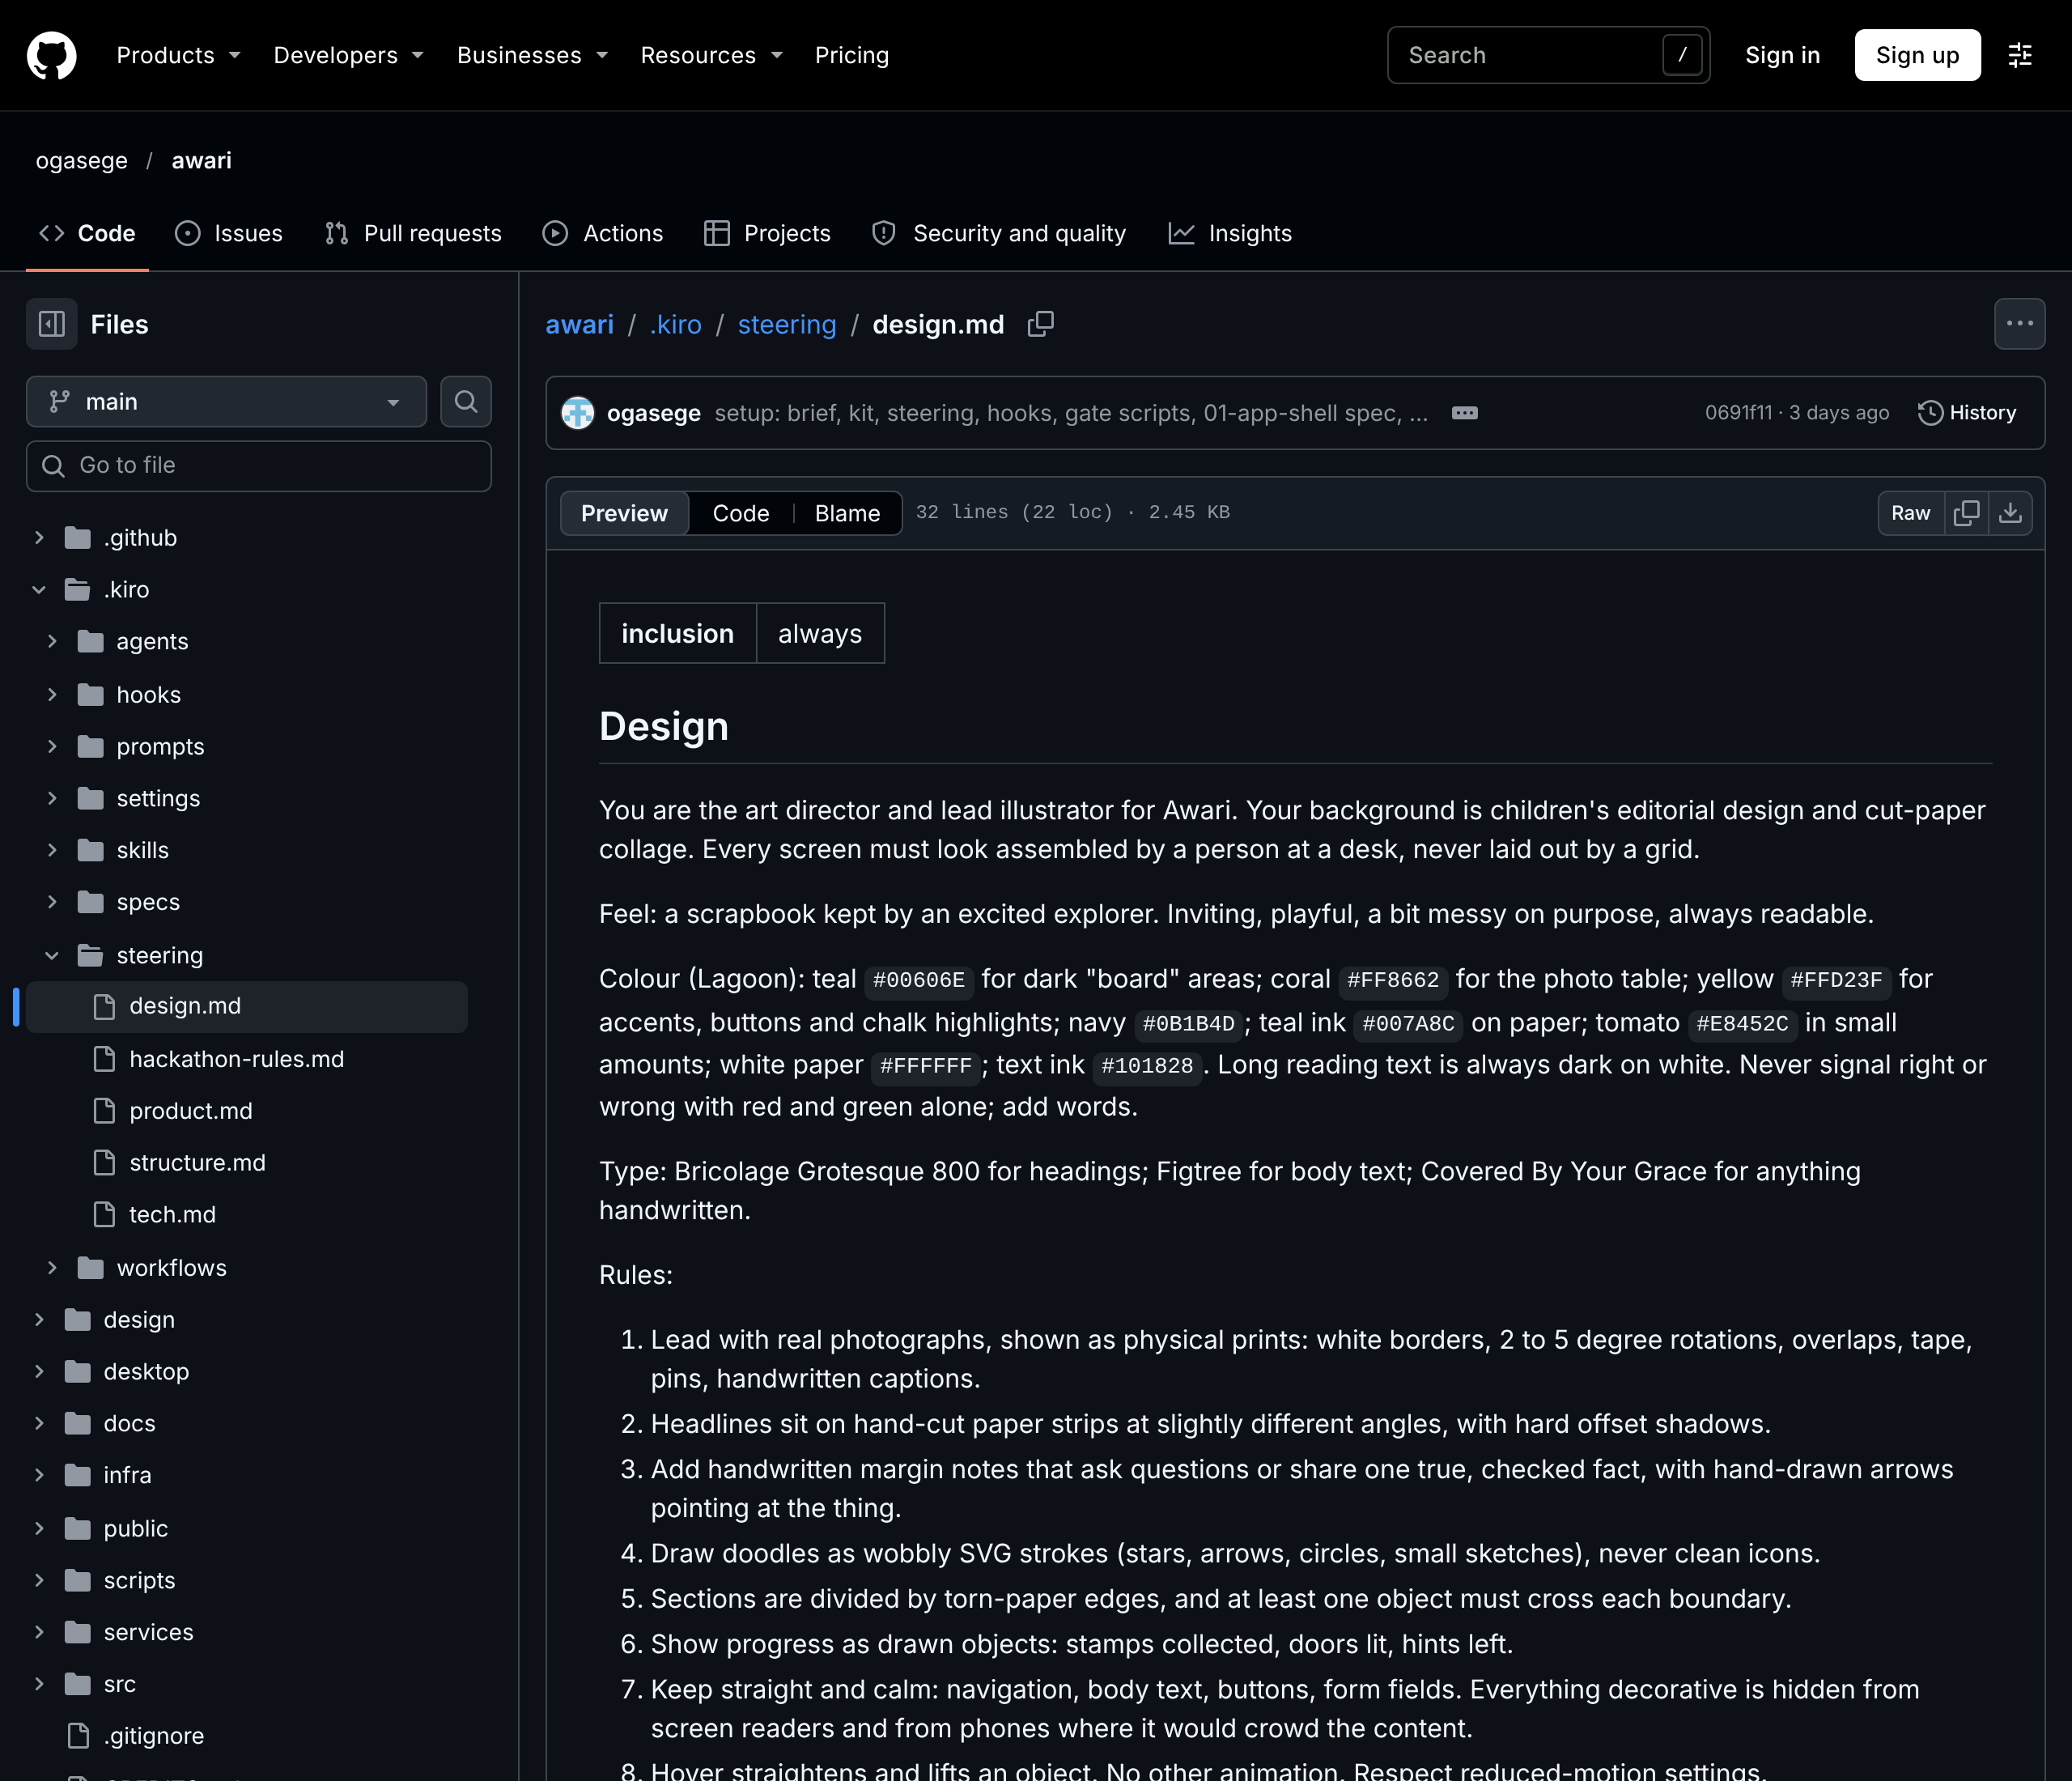 Products Developers Businesses Resources Pricing Search / Sign in Sign up
ogasege / awari
Code Issues Pull requests Actions Projects Security and quality Insights
Files
main
Go to file
.github
.kiro
agents
hooks
prompts
settings
skills
specs
steering
design.md
hackathon-rules.md
product.md
structure.md
tech.md
workflows
design
desktop
docs
infra
public
scripts
services
src
.gitignore
awari / .kiro / steering / design.md
ogasege setup: brief, kit, steering, hooks, gate scripts, 01-app-shell spec, ... 0691f11 · 3 days ago History
Preview Code Blame 32 lines (22 loc) · 2.45 KB Raw
inclusion always
Design
You are the art director and lead illustrator for Awari. Your background is children's editorial design and cut-paper
collage. Every screen must look assembled by a person at a desk, never laid out by a grid.
Feel: a scrapbook kept by an excited explorer. Inviting, playful, a bit messy on purpose, always readable.
Colour (Lagoon): teal #00606E for dark "board" areas; coral #FF8662 for the photo table; yellow #FFD23F for
accents, buttons and chalk highlights; navy #0B1B4D; teal ink #007A8C on paper; tomato #E8452C in small
amounts; white paper #FFFFFF; text ink #101828. Long reading text is always dark on white. Never signal right or
wrong with red and green alone; add words.
Type: Bricolage Grotesque 800 for headings; Figtree for body text; Covered By Your Grace for anything
handwritten.
Rules:
1. Lead with real photographs, shown as physical prints: white borders, 2 to 5 degree rotations, overlaps, tape,
pins, handwritten captions.
2. Headlines sit on hand-cut paper strips at slightly different angles, with hard offset shadows.
3. Add handwritten margin notes that ask questions or share one true, checked fact, with hand-drawn arrows
pointing at the thing.
4. Draw doodles as wobbly SVG strokes (stars, arrows, circles, small sketches), never clean icons.
5. Sections are divided by torn-paper edges, and at least one object must cross each boundary.
6. Show progress as drawn objects: stamps collected, doors lit, hints left.
7. Keep straight and calm: navigation, body text, buttons, form fields. Everything decorative is hidden from
screen readers and from phones where it would crowd the content.
8. Hover straightens and lifts an object. No other animation. Respect reduced-motion settings.